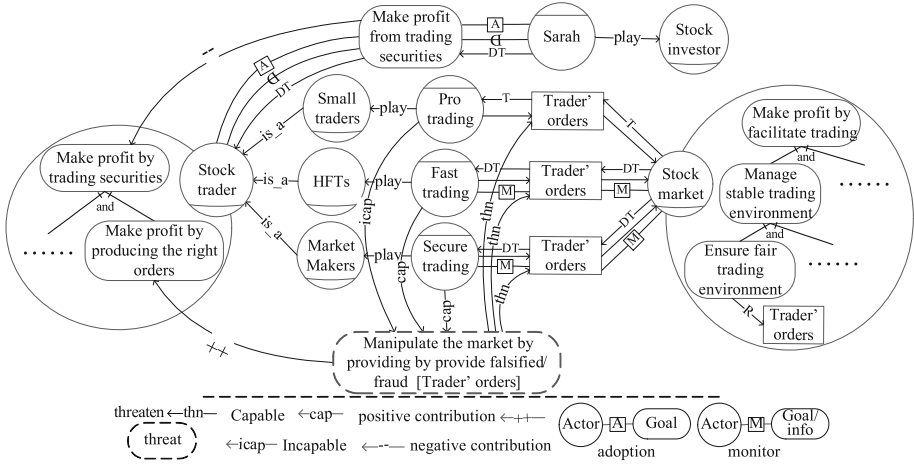 Make profit
from trading
securities
A
D
DT
Sarah
play
Stock
investor
--
A
D
DT
Small
traders
play
Pro
trading
T
Trader'
orders
T
Make profit by
facilitate trading
and
Make profit by
trading securities
and
Stock
trader
is_a
is_a
is_a
HFTs
play
Fast
trading
DT
M
Trader'
orders
DT
M
Stock
market
Manage
stable trading
environment
and
......
Make profit by
producing the right
orders
......
Market
Makers
play
Secure
trading
DT
M
Trader'
orders
DT
M
Ensure fair
trading
environment
......
R
Trader'
orders
icap
cap
cap
thn
thn
thn
++
Manipulate the market by
providing by provide falsified/
fraud [Trader' orders]
threaten thn
Capable cap
positive contribution ++
threat
icap Incapable
-- negative contribution
Actor A Goal
adoption
Actor M Goal/
info
monitor